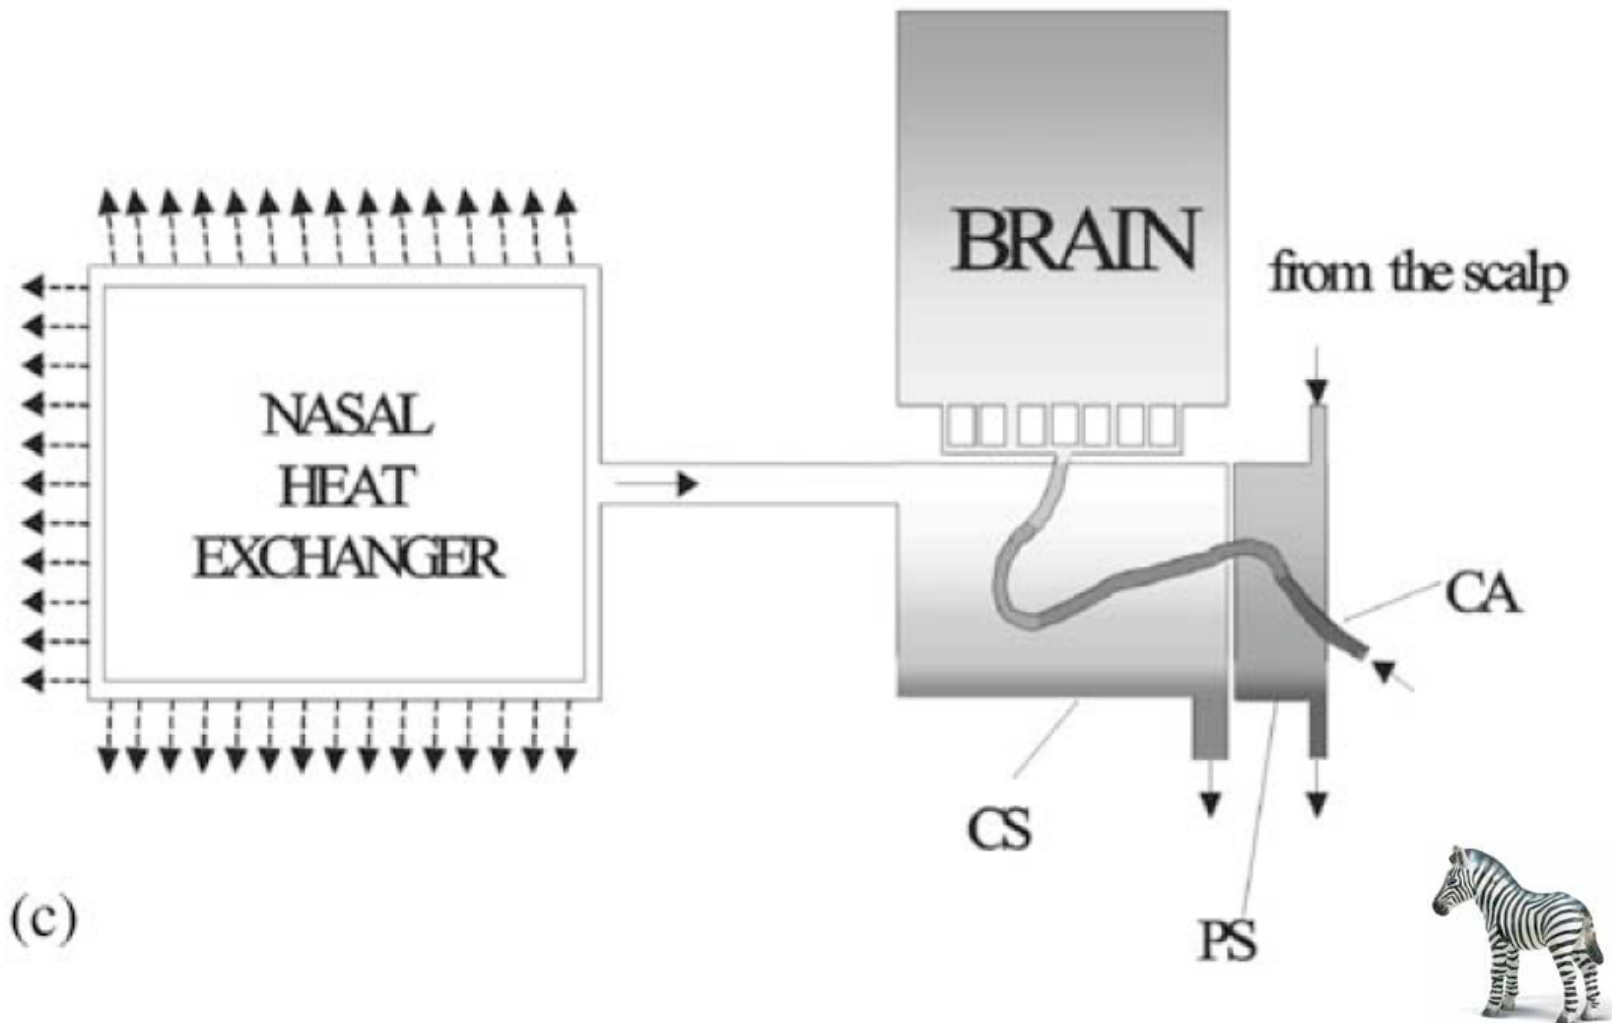 BRAIN
from the scalp
NASAL
HEAT
EXCHANGER
CA
CS
PS
(c)